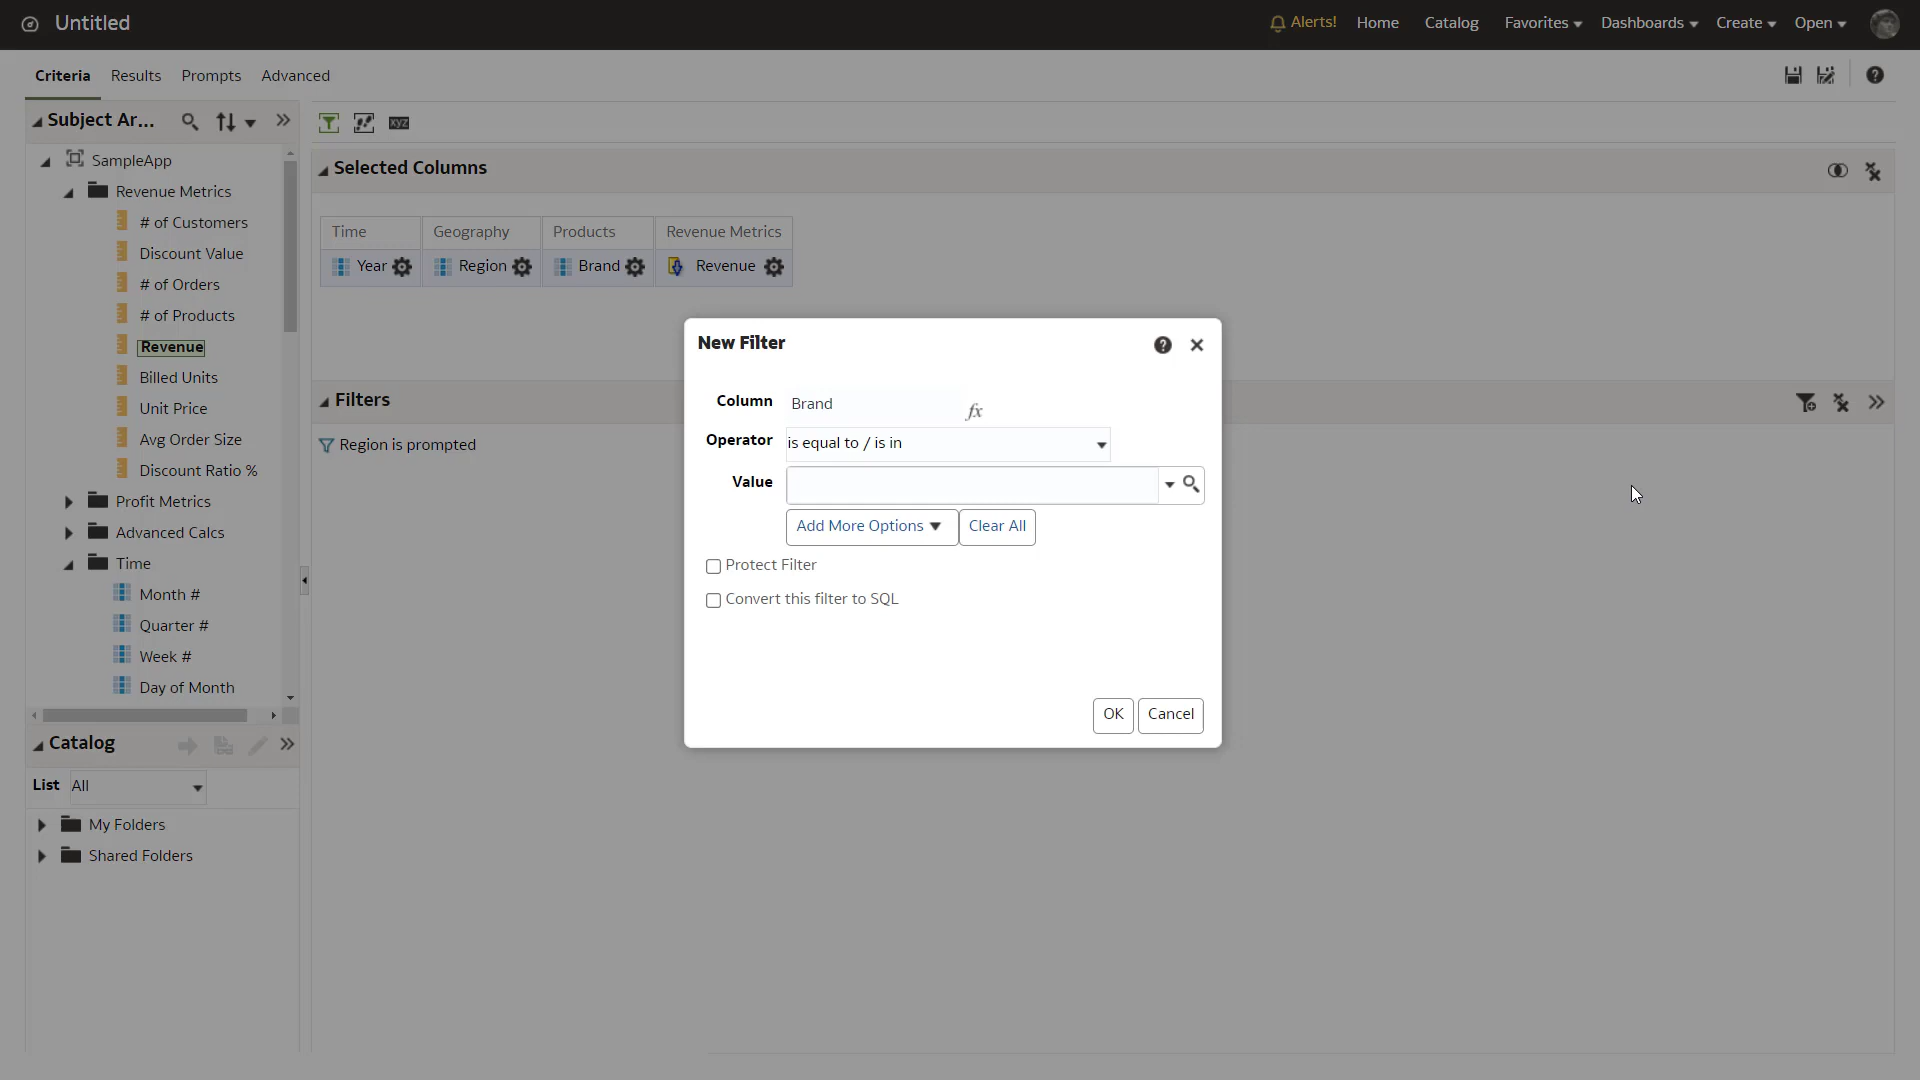 Untitled
Alerts! Home Catalog Favorites Dashboards Create Open
Criteria Results Prompts Advanced
Subject Ar...
SampleApp
Revenue Metrics
# of Customers
Discount Value
# of Orders
# of Products
Revenue
Billed Units
Unit Price
Avg Order Size
Discount Ratio %
Profit Metrics
Advanced Calcs
Time
Month #
Quarter #
Week #
Day of Month
Catalog
List All
My Folders
Shared Folders
xyz
Selected Columns
Time Geography Products Revenue Metrics
Year Region Brand Revenue
Filters
Region is prompted
New Filter
Column Brand fx
Operator is equal to / is in
Value
Add More Options Clear All
Protect Filter
Convert this filter to SQL
OK Cancel